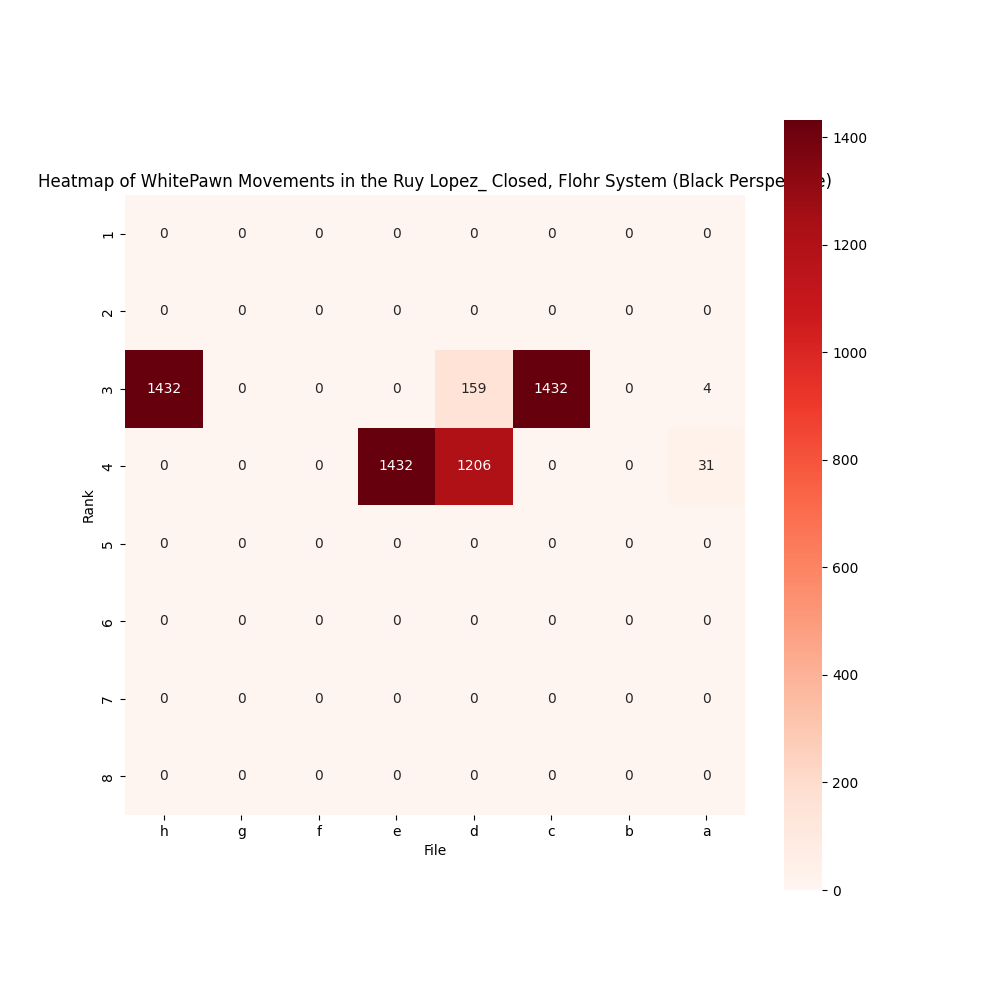 Heatmap of WhitePawn Movements in the Ruy Lopez_ Closed, Flohr System (Black Perspe e)
1400
1200
1000
800
600
400
200
0
Rank
1 0 0 0 0 0 0 0 0
2 0 0 0 0 0 0 0 0
3 1432 0 0 0 159 1432 0 4
4 0 0 0 1432 1206 0 0 31
5 0 0 0 0 0 0 0 0
6 0 0 0 0 0 0 0 0
7 0 0 0 0 0 0 0 0
8 0 0 0 0 0 0 0 0
h g f e d c b a
File